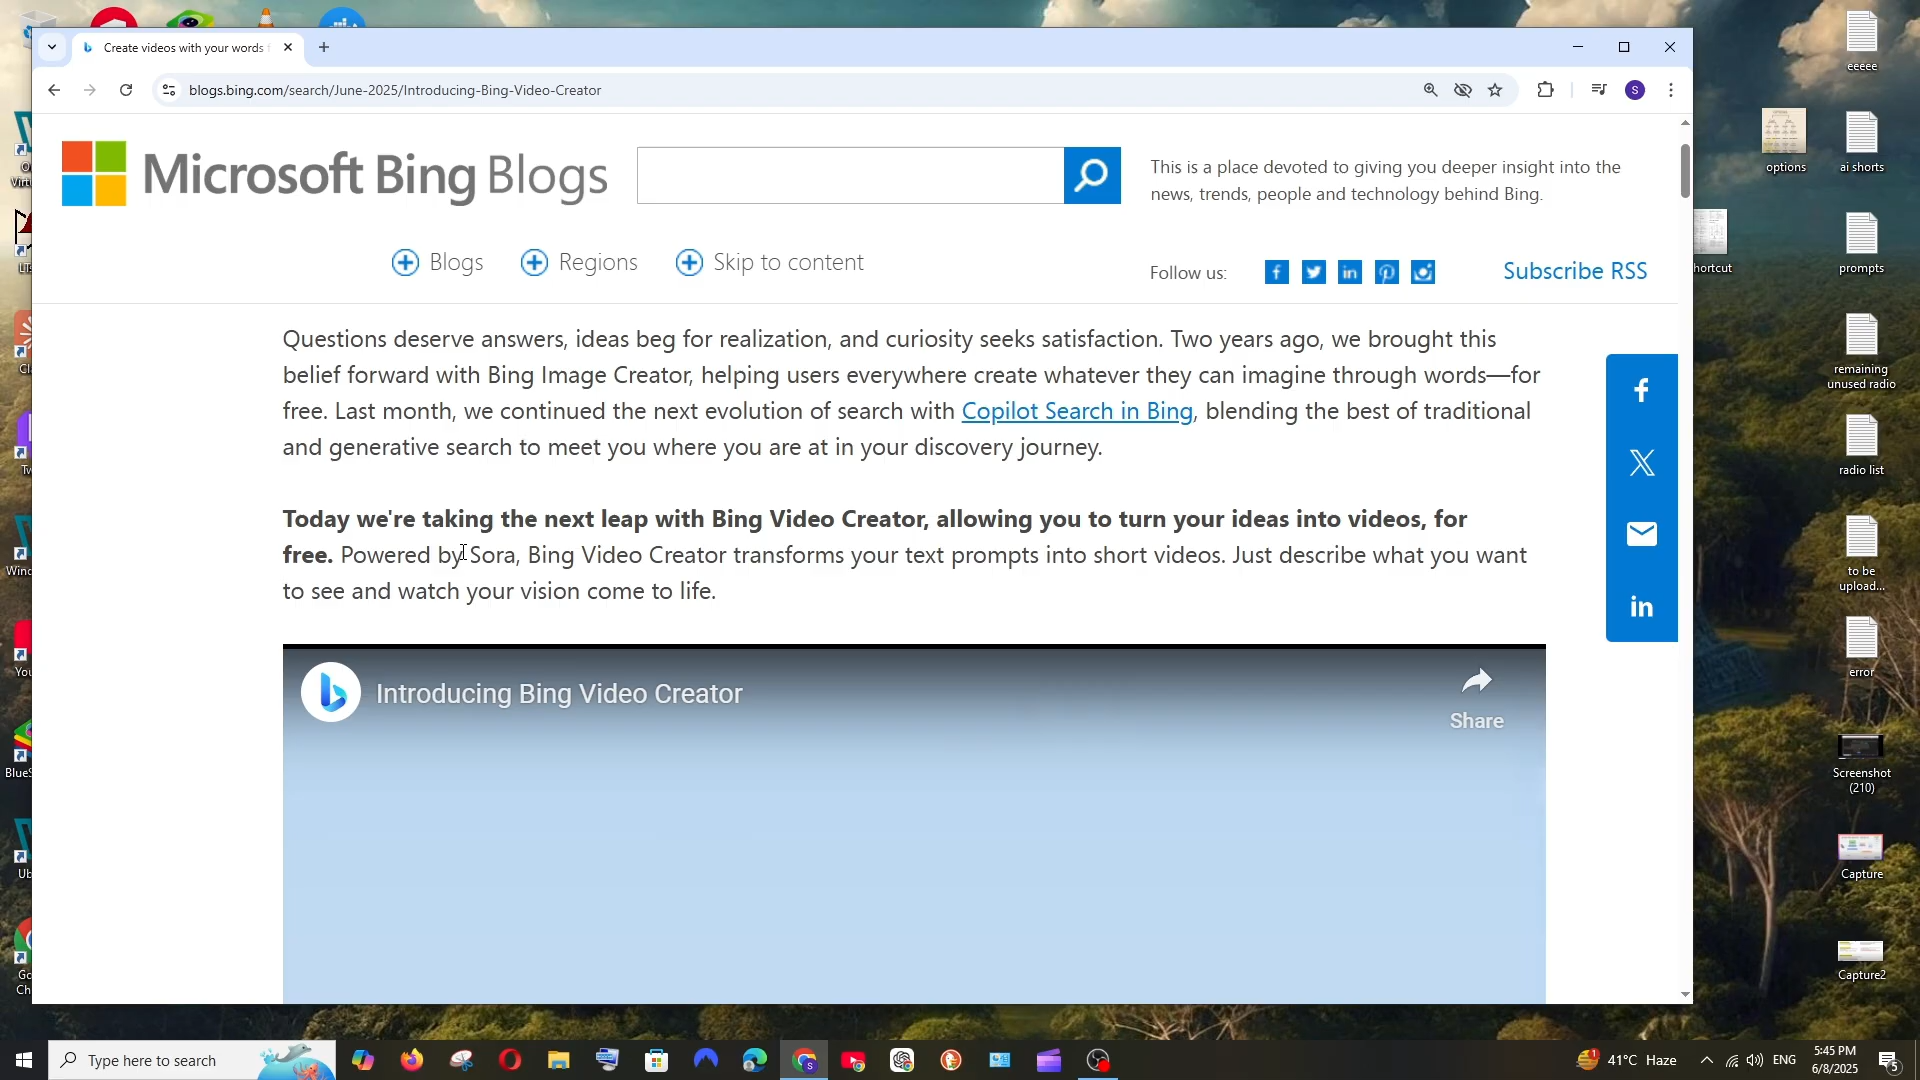 Create videos with your words f
blogs.bing.com/search/June-2025/Introducing-Bing-Video-Creator
S
Microsoft Bing Blogs
This is a place devoted to giving you deeper insight into the
news, trends, people and technology behind Bing.
Blogs
Regions
Skip to content
Follow us:
Subscribe RSS
Questions deserve answers, ideas beg for realization, and curiosity seeks satisfaction. Two years ago, we brought this
belief forward with Bing Image Creator, helping users everywhere create whatever they can imagine through words—for
free. Last month, we continued the next evolution of search with Copilot Search in Bing, blending the best of traditional
and generative search to meet you where you are at in your discovery journey.
Today we're taking the next leap with Bing Video Creator, allowing you to turn your ideas into videos, for
free. Powered by Sora, Bing Video Creator transforms your text prompts into short videos. Just describe what you want
to see and watch your vision come to life.
Introducing Bing Video Creator
Share
eeeee
options
ai shorts
hortcut
prompts
remaining
unused radio
radio list
to be
upload...
error
Screenshot
(210)
Capture
Capture2
Type here to search
41°C Haze
ENG
5:45 PM
6/8/2025
5